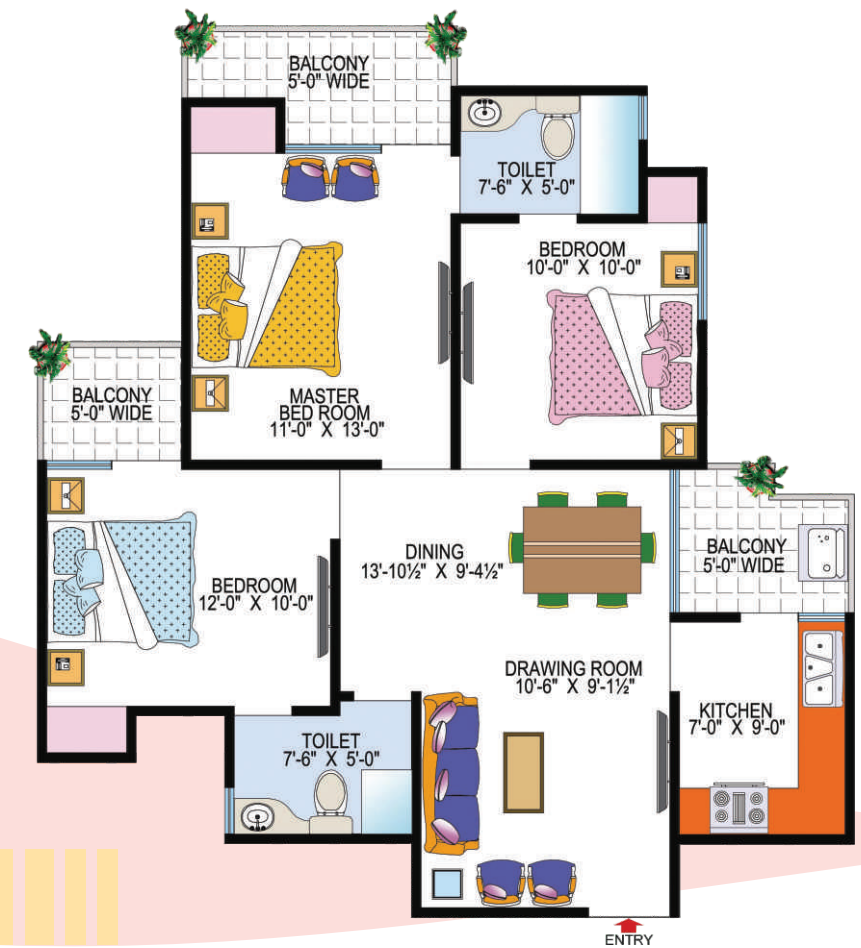 BALCONY
5'-0" WIDE
TOILET
7'-6" X 5'-0"
BEDROOM
10'-0" X 10'-0"
MASTER
BED ROOM
11'-0" X 13'-0"
BALCONY
5'-0" WIDE
DINING
13'-10½" X 9'-4½"
BALCONY
5'-0" WIDE
BEDROOM
12'-0" X 10'-0"
DRAWING ROOM
10'-6" X 9'-1½"
KITCHEN
7'-0" X 9'-0"
TOILET
7'-6" X 5'-0"
ENTRY